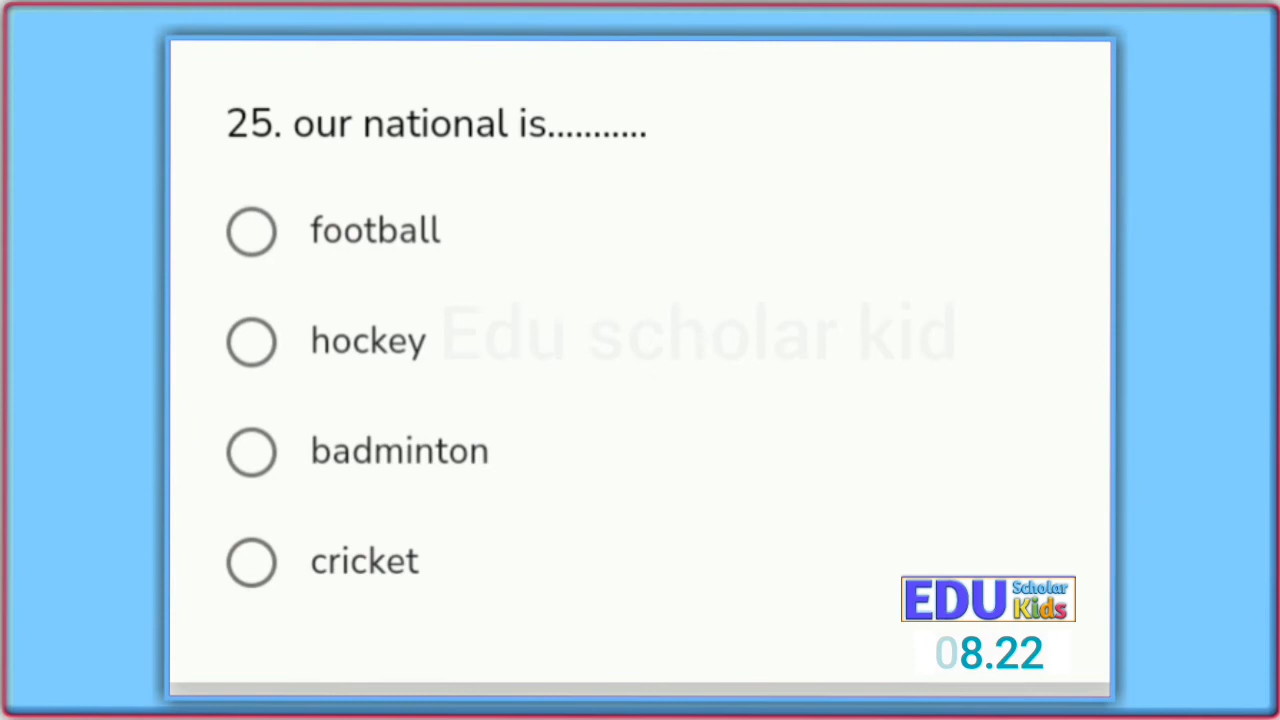 25. our national is...........
football
hockey
Edu scholar kid
badminton
cricket
EDU Scholar Kids
08.22